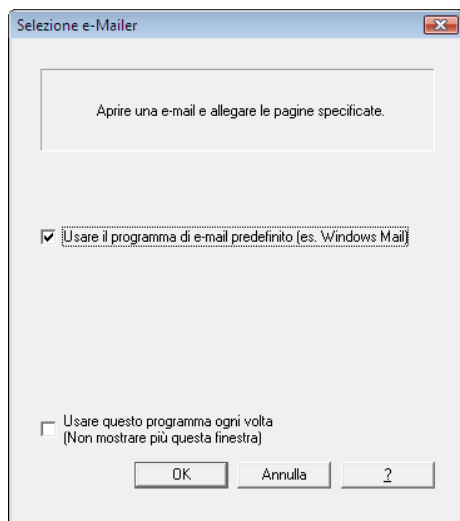 Selezione e-Mailer
Aprire una e-mail e allegare le pagine specificate.
Usare il programma di e-mail predefinito (es. Windows Mail)
Usare questo programma ogni volta
(Non mostrare più questa finestra)
OK Annulla ?